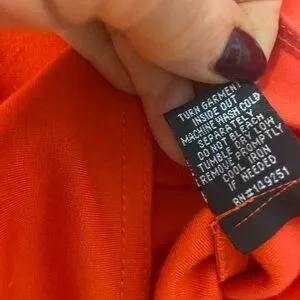 TURN GARMENT
INSIDE OUT
MACHINE WASH COLD
SEPARATELY
DO NOT BLEACH
TUMBLE DRY LOW
REMOVE PROMPTLY
COOL IRON
IF NEEDED
RN#149251